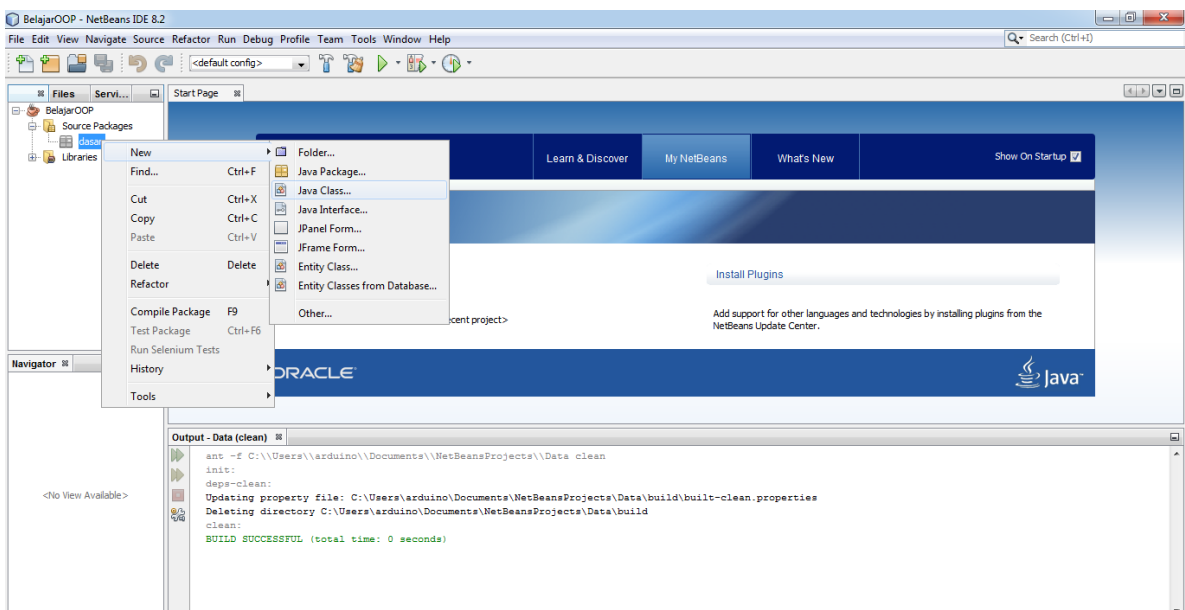 BelajarOOP - NetBeans IDE 8.2
File Edit View Navigate Source Refactor Run Debug Profile Team Tools Window Help
Search (Ctrl+I)
<default config>
Files Servi...
Start Page
BelajarOOP
Source Packages
dasar
Libraries
New
Find... Ctrl+F
Cut Ctrl+X
Copy Ctrl+C
Paste Ctrl+V
Delete Delete
Refactor
Compile Package F9
Test Package Ctrl+F6
Run Selenium Tests
History
Tools
Folder...
Java Package...
Java Class...
Java Interface...
JPanel Form...
JFrame Form...
Entity Class...
Entity Classes from Database...
Other...
Learn & Discover My NetBeans What's New Show On Startup
Install Plugins
ecent project>
Add support for other languages and technologies by installing plugins from the
NetBeans Update Center.
ORACLE
Java
Navigator
<No View Available>
Output - Data (clean)
ant -f C:\\Users\\arduino\\Documents\\NetBeansProjects\\Data clean
init:
deps-clean:
Updating property file: C:\Users\arduino\Documents\NetBeansProjects\Data\build\built-clean.properties
Deleting directory C:\Users\arduino\Documents\NetBeansProjects\Data\build
clean:
BUILD SUCCESSFUL (total time: 0 seconds)